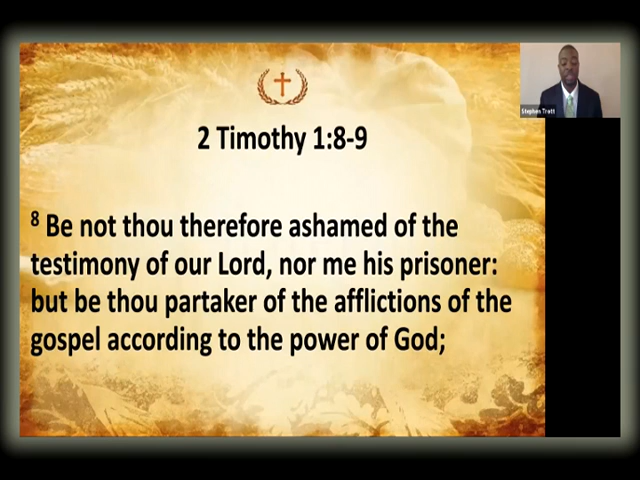 Stephen Trott
2 Timothy 1:8-9
8 Be not thou therefore ashamed of the
testimony of our Lord, nor me his prisoner:
but be thou partaker of the afflictions of the
gospel according to the power of God;